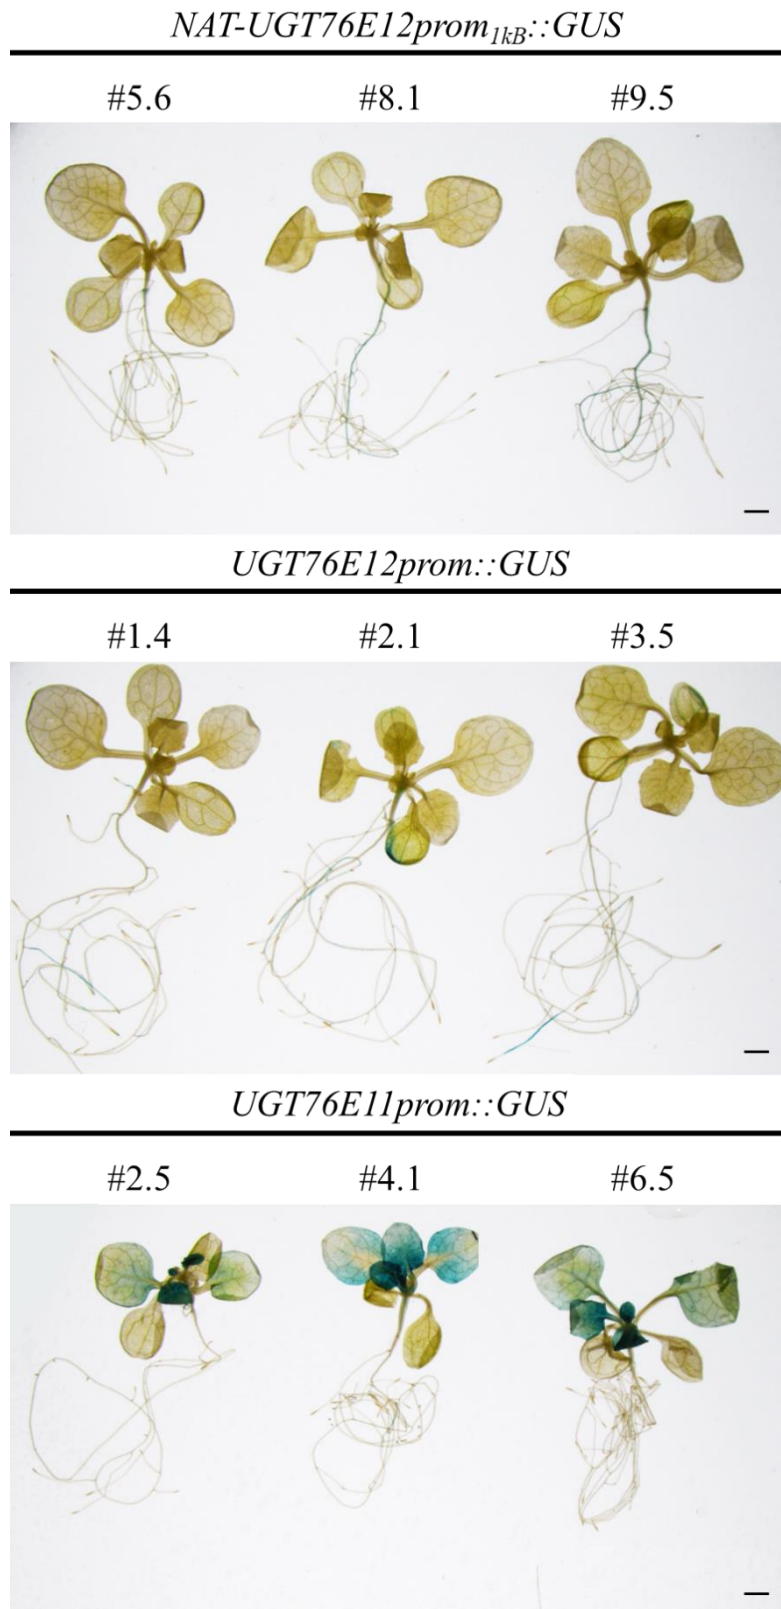 NAT-UGT76E12prom1kB::GUS
#5.6 #8.1 #9.5
UGT76E12prom::GUS
#1.4 #2.1 #3.5
UGT76E11prom::GUS
#2.5 #4.1 #6.5